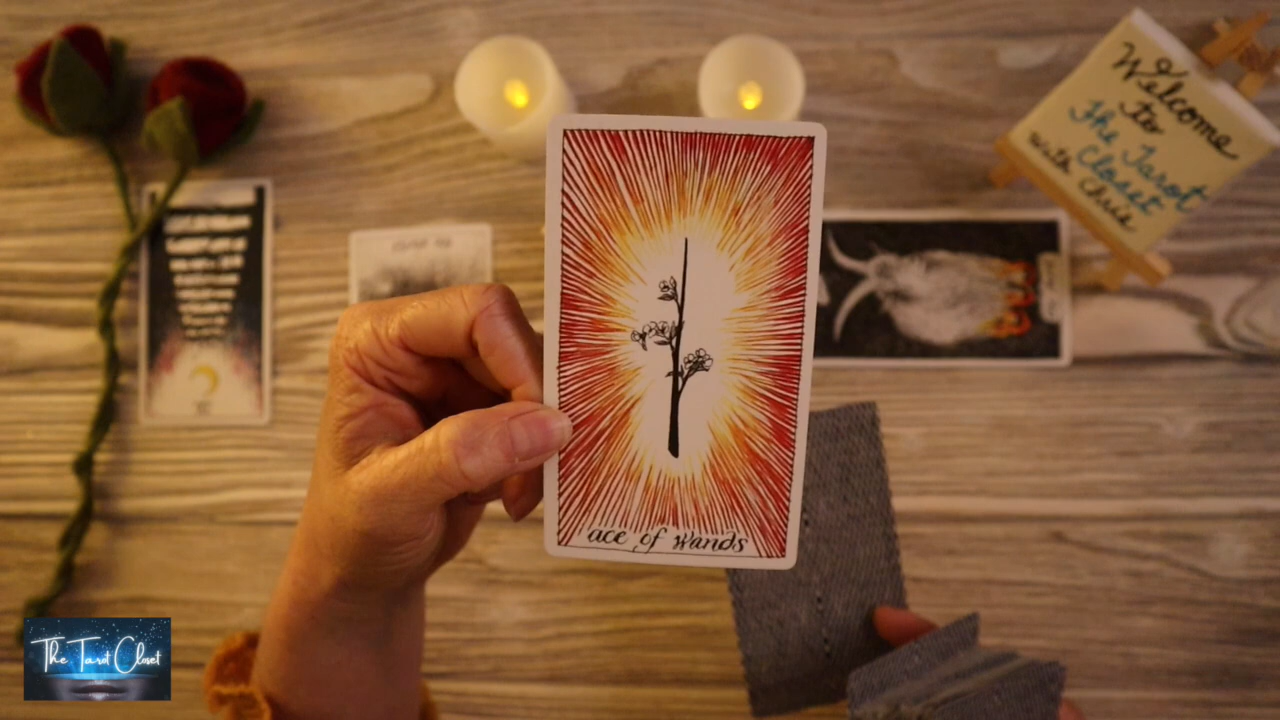 Welcome
to
The Tarot
Closet
with Chris
ace of wands
The Tarot Closet